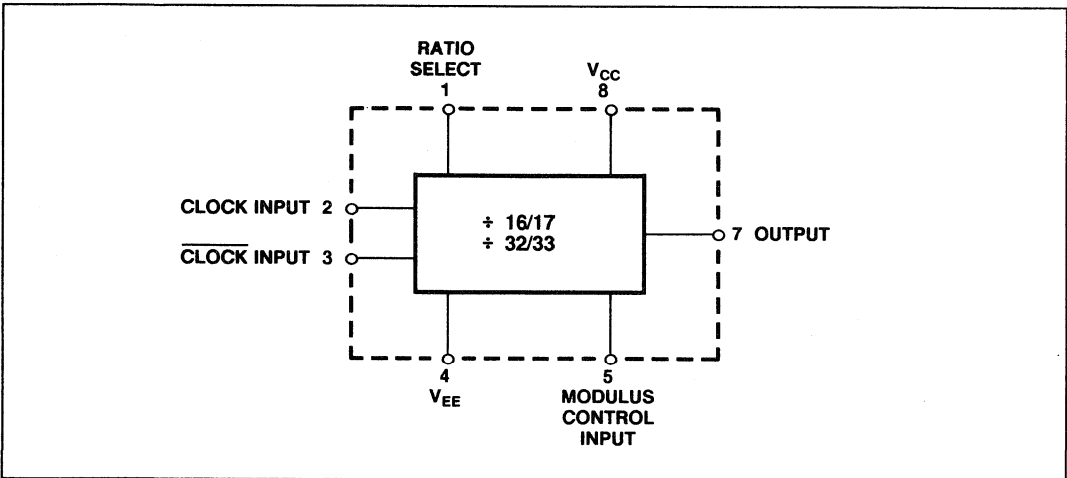 RATIO
SELECT
1
VCC
8
CLOCK INPUT 2
CLOCK INPUT 3
÷ 16/17
÷ 32/33
7 OUTPUT
4
VEE
5
MODULUS
CONTROL
INPUT